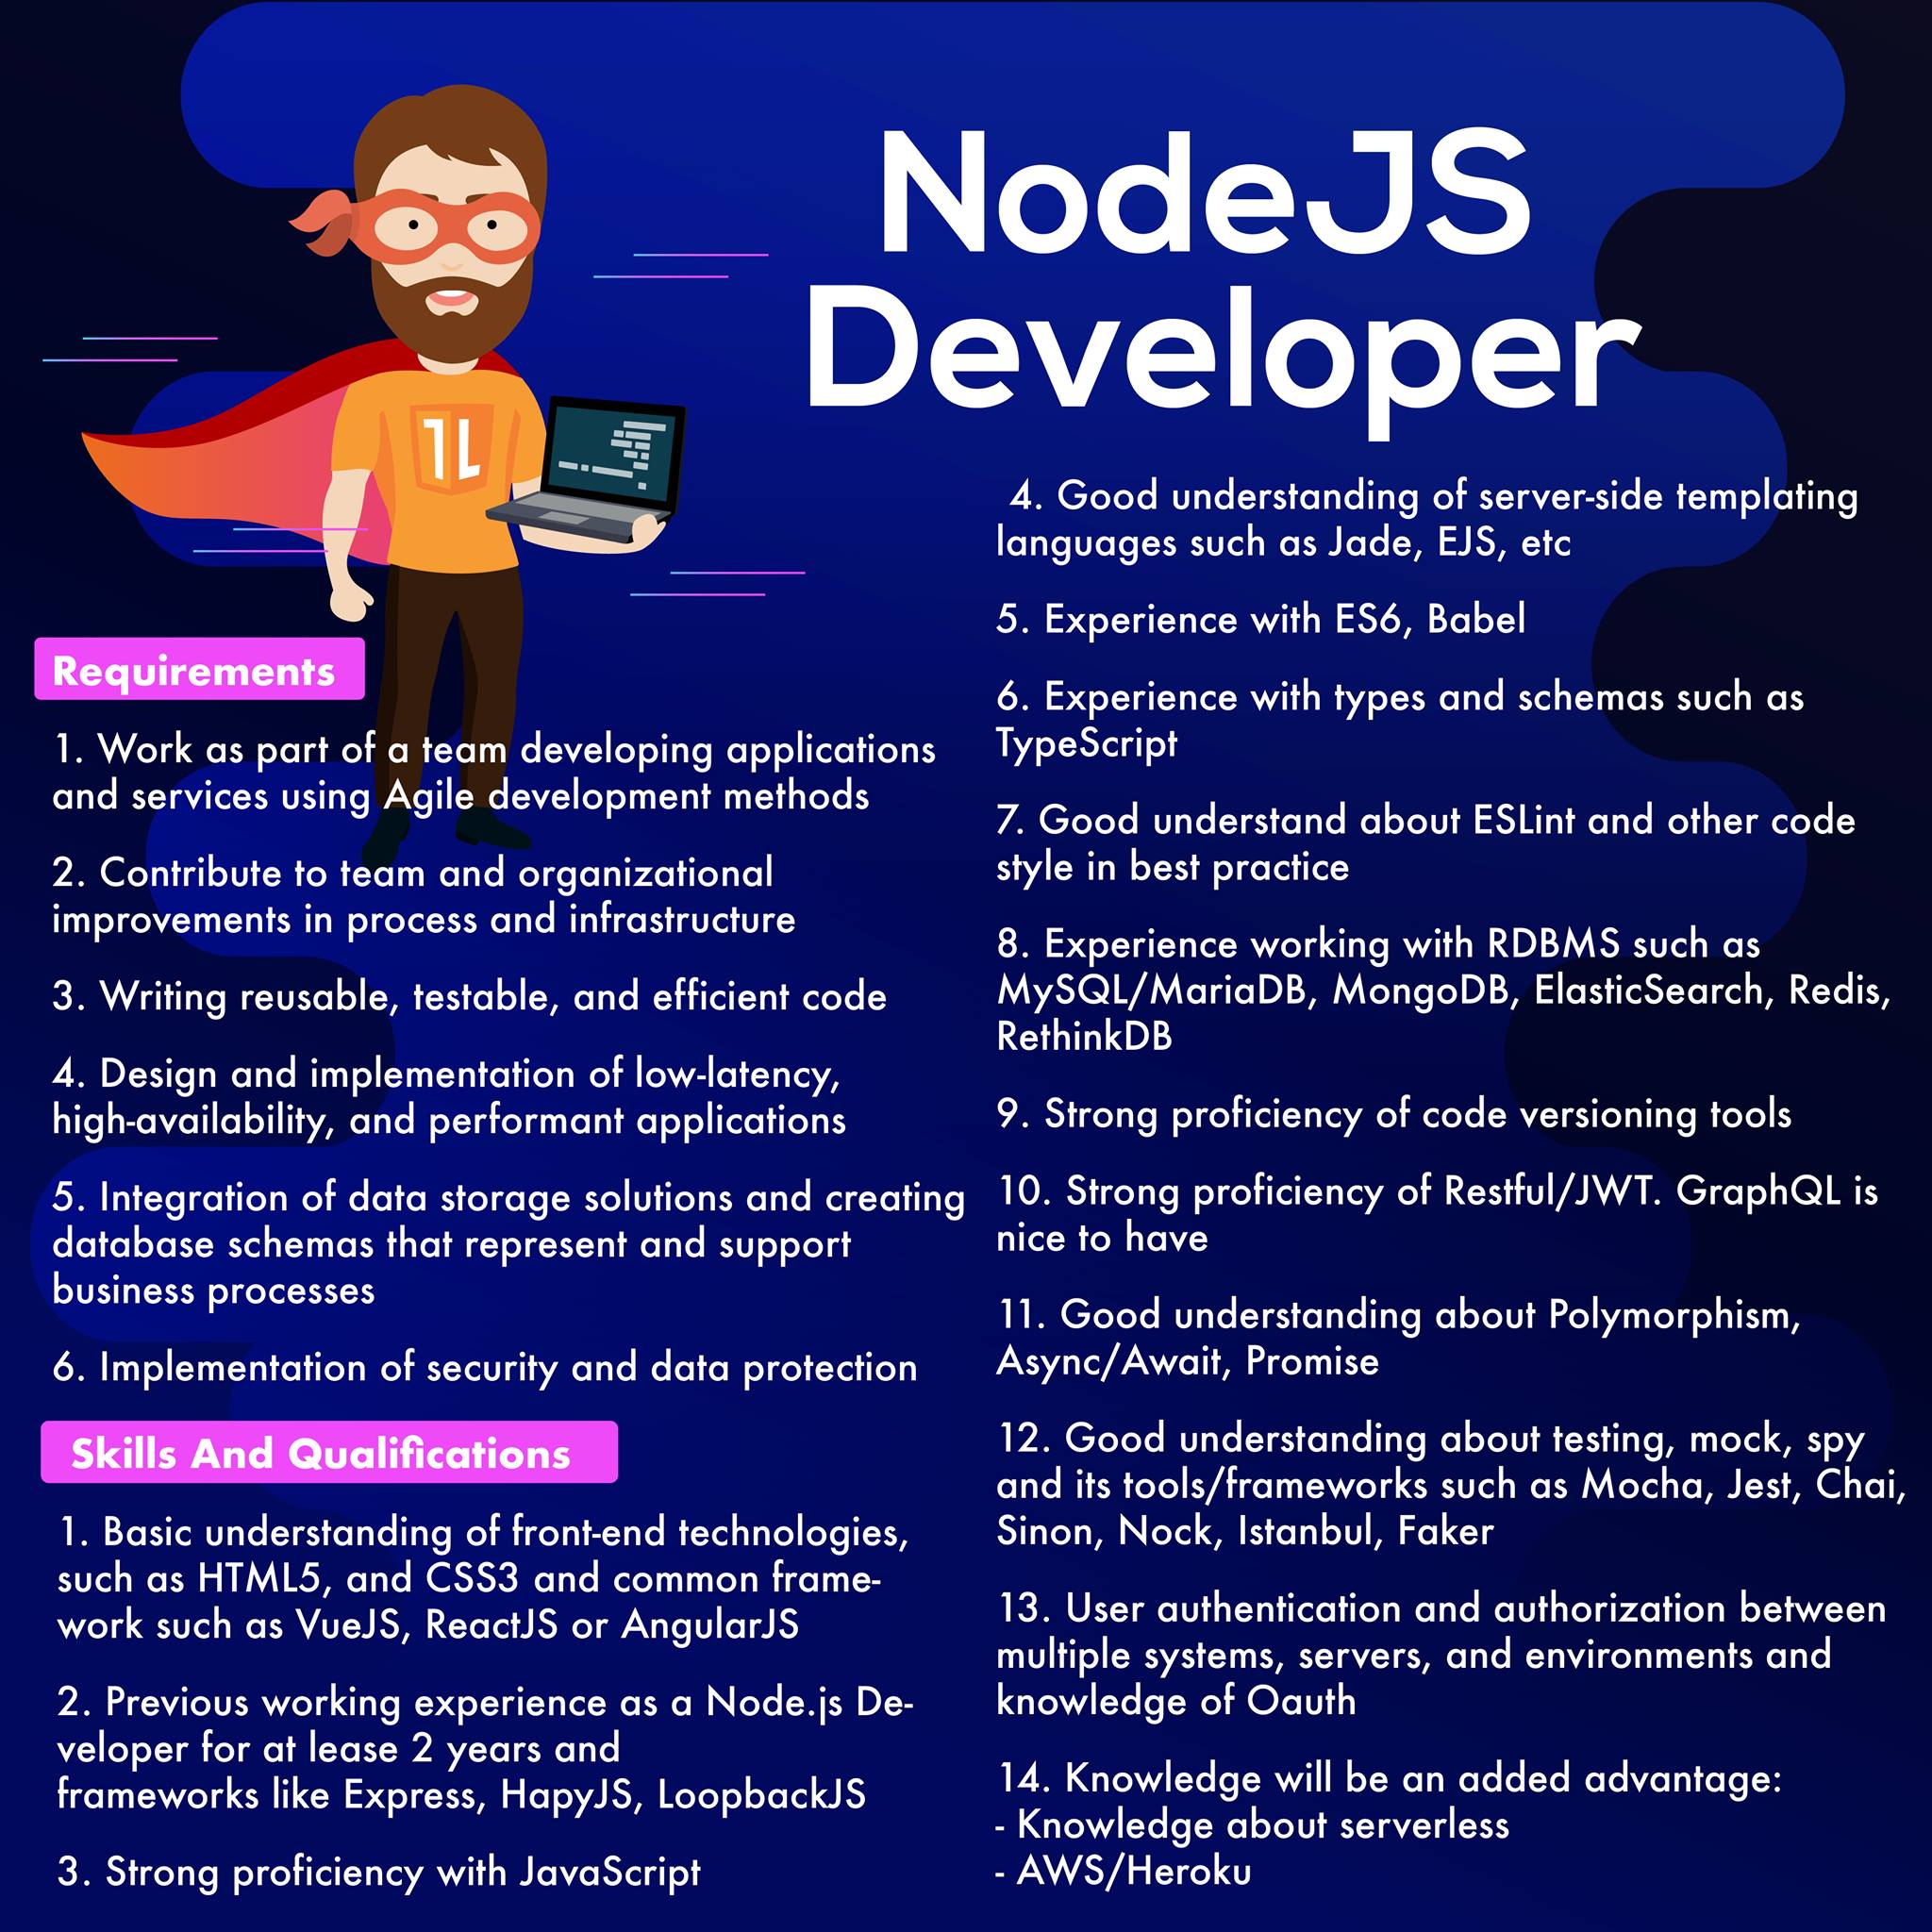 NodeJS
Developer
Requirements
1. Work as part of a team developing applications
and services using Agile development methods
2. Contribute to team and organizational
improvements in process and infrastructure
3. Writing reusable, testable, and efficient code
4. Design and implementation of low-latency,
high-availability, and performant applications
5. Integration of data storage solutions and creating
database schemas that represent and support
business processes
6. Implementation of security and data protection
Skills And Qualifications
1. Basic understanding of front-end technologies,
such as HTML5, and CSS3 and common frame-
work such as VueJS, ReactJS or AngularJS
2. Previous working experience as a Node.js De-
veloper for at lease 2 years and
frameworks like Express, HapyJS, LoopbackJS
3. Strong proficiency with JavaScript
4. Good understanding of server-side templating
languages such as Jade, EJS, etc
5. Experience with ES6, Babel
6. Experience with types and schemas such as
TypeScript
7. Good understand about ESLint and other code
style in best practice
8. Experience working with RDBMS such as
MySQL/MariaDB, MongoDB, ElasticSearch, Redis,
RethinkDB
9. Strong proficiency of code versioning tools
10. Strong proficiency of Restful/JWT. GraphQL is
nice to have
11. Good understanding about Polymorphism,
Async/Await, Promise
12. Good understanding about testing, mock, spy
and its tools/frameworks such as Mocha, Jest, Chai,
Sinon, Nock, Istanbul, Faker
13. User authentication and authorization between
multiple systems, servers, and environments and
knowledge of Oauth
14. Knowledge will be an added advantage:
- Knowledge about serverless
- AWS/Heroku